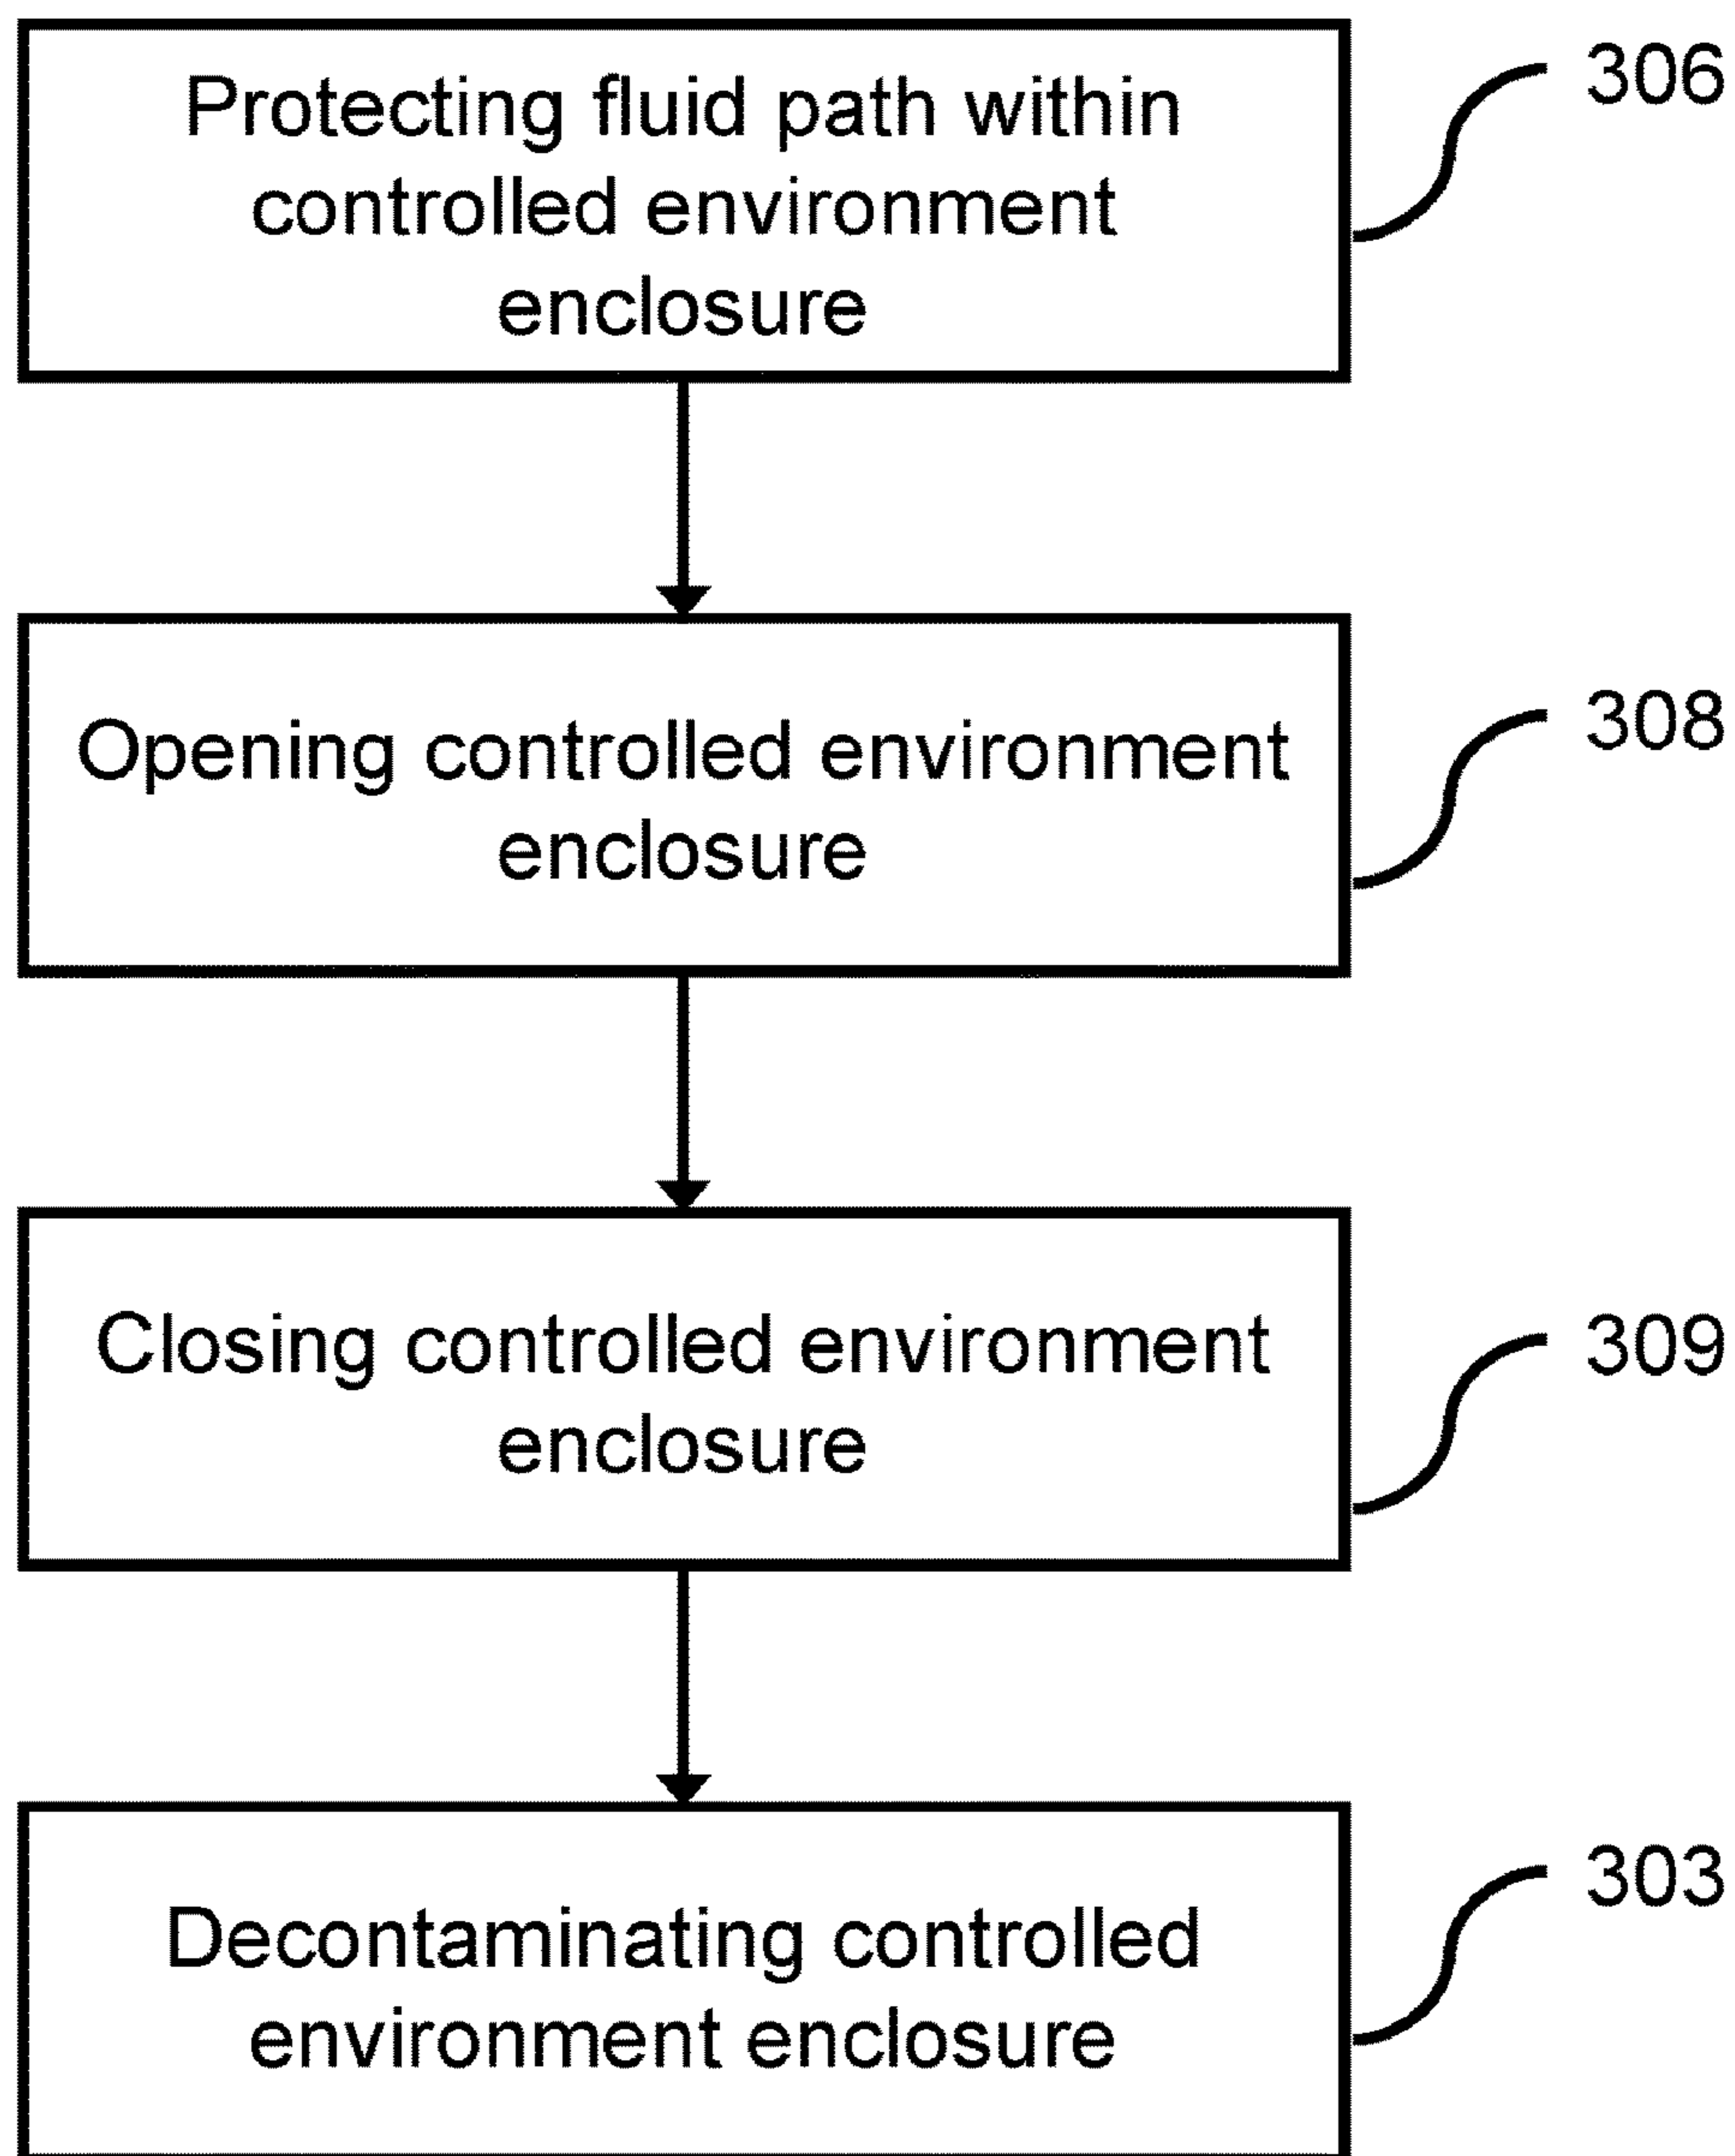 Protecting fluid path within
controlled environment
enclosure
306
Opening controlled environment
enclosure
308
Closing controlled environment
enclosure
309
Decontaminating controlled
environment enclosure
303